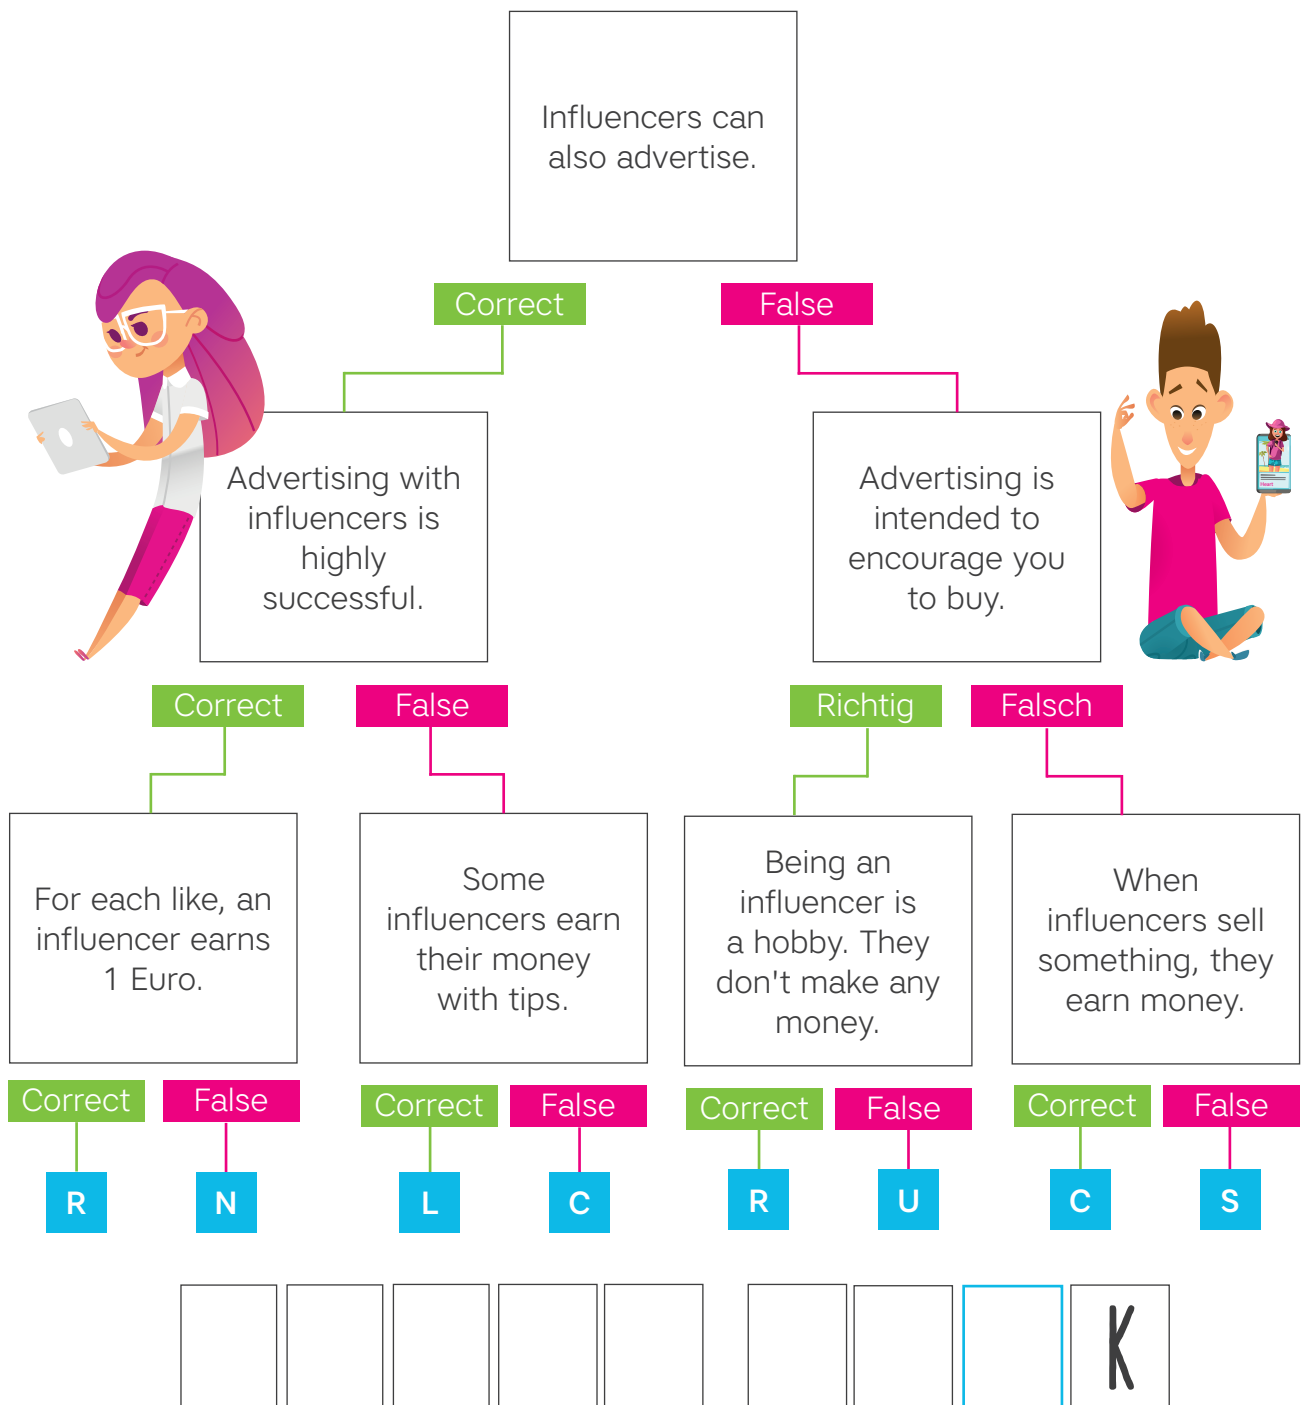 Influencers can
also advertise.
Correct
False
Advertising with
influencers is
highly
successful.
Advertising is
intended to
encourage you
to buy.
Heart
Correct
False
Richtig
Falsch
For each like, an
influencer earns
1 Euro.
Some
influencers earn
their money
with tips.
Being an
influencer is
a hobby. They
don't make any
money.
When
influencers sell
something, they
earn money.
Correct
False
Correct
False
Correct
False
Correct
False
R
N
L
C
R
U
C
S
K